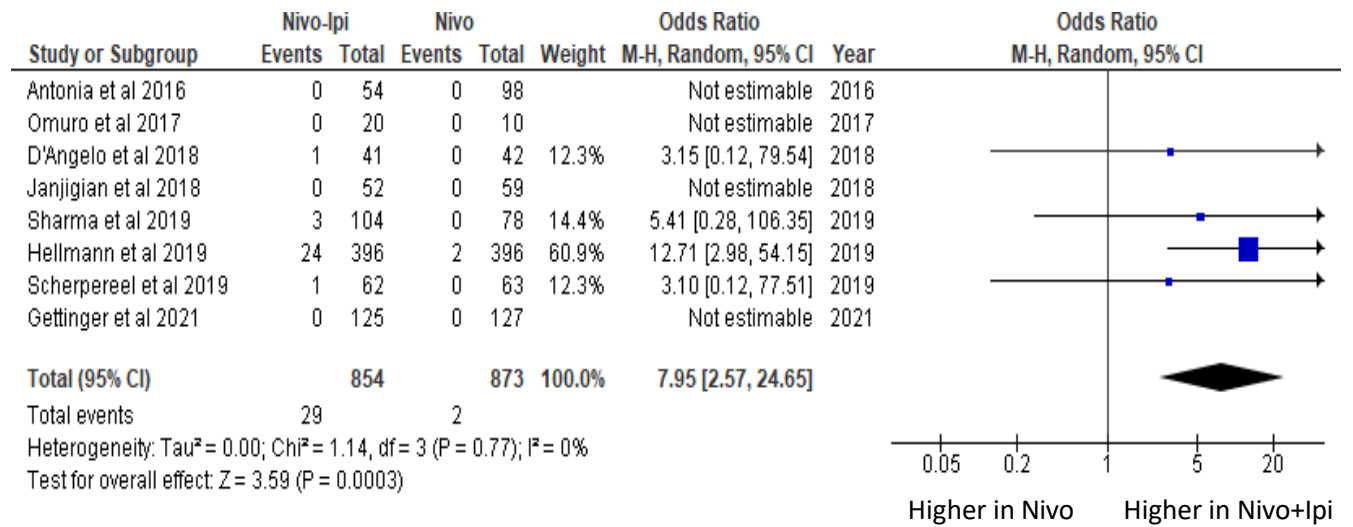 Nivo-Ipi Nivo Odds Ratio Odds Ratio
Study or Subgroup Events Total Events Total Weight M-H, Random, 95% CI Year M-H, Random, 95% CI
Antonia et al 2016 0 54 0 98 Not estimable 2016
Omuro et al 2017 0 20 0 10 Not estimable 2017
D'Angelo et al 2018 1 41 0 42 12.3% 3.15 [0.12, 79.54] 2018
Janjigian et al 2018 0 52 0 59 Not estimable 2018
Sharma et al 2019 3 104 0 78 14.4% 5.41 [0.28, 106.35] 2019
Hellmann et al 2019 24 396 2 396 60.9% 12.71 [2.98, 54.15] 2019
Scherpereel et al 2019 1 62 0 63 12.3% 3.10 [0.12, 77.51] 2019
Gettinger et al 2021 0 125 0 127 Not estimable 2021
Total (95% CI) 854 873 100.0% 7.95 [2.57, 24.65]
Total events 29 2
Heterogeneity: Tau² = 0.00; Chi² = 1.14, df = 3 (P = 0.77); I² = 0%
Test for overall effect: Z = 3.59 (P = 0.0003)
0.05 0.2 1 5 20
Higher in Nivo Higher in Nivo+Ipi